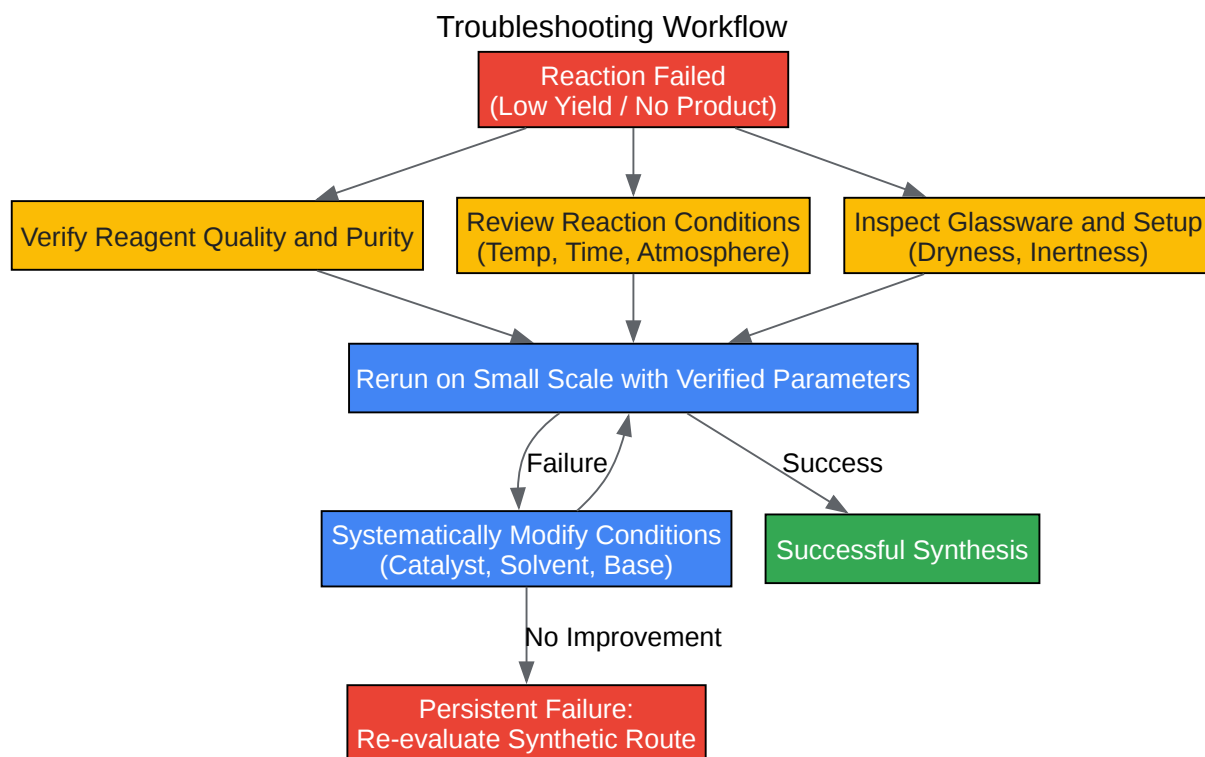 Troubleshooting Workflow
Reaction Failed
(Low Yield / No Product)
Verify Reagent Quality and Purity
Review Reaction Conditions
(Temp, Time, Atmosphere)
Inspect Glassware and Setup
(Dryness, Inertness)
Rerun on Small Scale with Verified Parameters
Failure
Success
Systematically Modify Conditions
(Catalyst, Solvent, Base)
Successful Synthesis
No Improvement
Persistent Failure:
Re-evaluate Synthetic Route